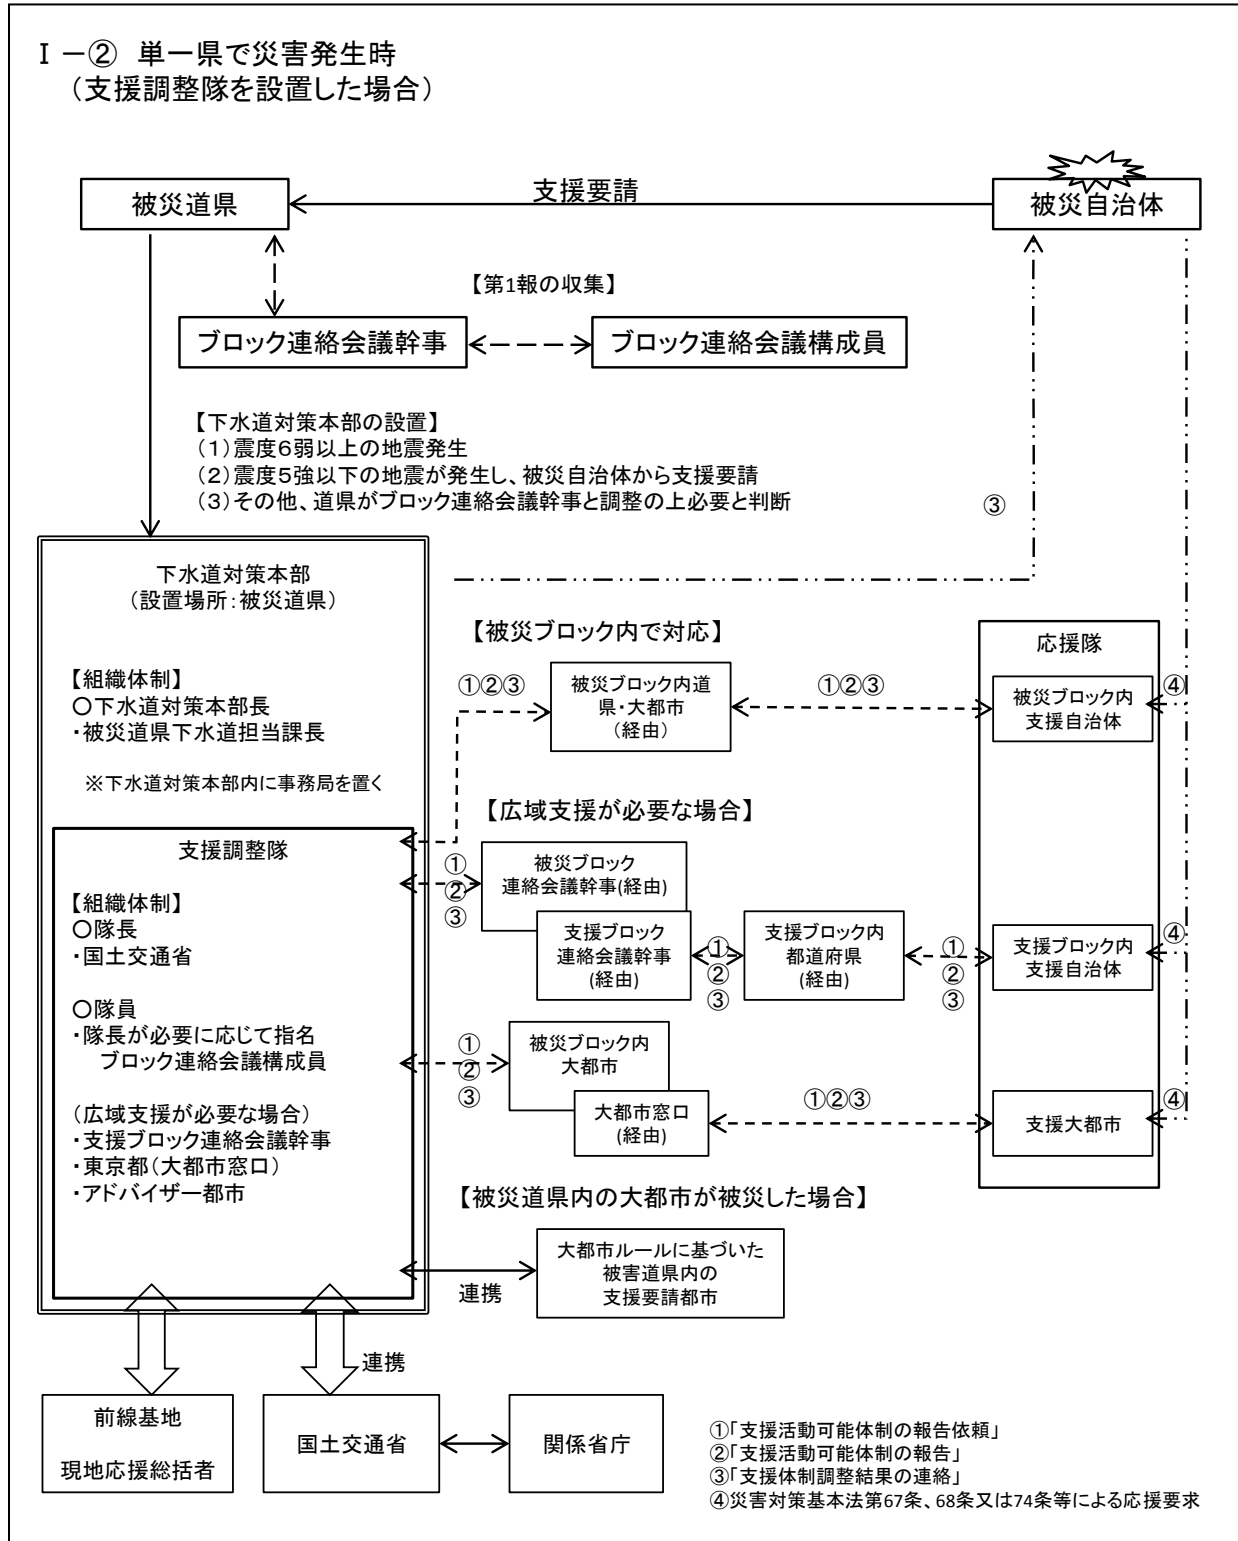 Ⅰ－② 単一県で災害発生時
（支援調整隊を設置した場合）
被災道県
支援要請
被災自治体
【第1報の収集】
ブロック連絡会議幹事
ブロック連絡会議構成員
【下水道対策本部の設置】
（１）震度６弱以上の地震発生
（２）震度５強以下の地震が発生し、被災自治体から支援要請
（３）その他、道県がブロック連絡会議幹事と調整の上必要と判断
③
下水道対策本部
（設置場所：被災道県）
【組織体制】
○下水道対策本部長
・被災道県下水道担当課長
※下水道対策本部内に事務局を置く
支援調整隊
【組織体制】
○隊長
・国土交通省
○隊員
・隊長が必要に応じて指名
ブロック連絡会議構成員
（広域支援が必要な場合）
・支援ブロック連絡会議幹事
・東京都（大都市窓口）
・アドバイザー都市
【被災ブロック内で対応】
①②③
被災ブロック内道
県・大都市
（経由）
①②③
応援隊
被災ブロック内
支援自治体
④
【広域支援が必要な場合】
①
②
③
被災ブロック
連絡会議幹事(経由)
支援ブロック
連絡会議幹事
(経由)
①
②
③
支援ブロック内
都道府県
(経由)
①
②
③
支援ブロック内
支援自治体
④
①
②
③
被災ブロック内
大都市
大都市窓口
(経由)
①②③
支援大都市
④
【被災道県内の大都市が被災した場合】
連携
大都市ルールに基づいた
被害道県内の
支援要請都市
連携
前線基地
現地応援総括者
国土交通省
関係省庁
①「支援活動可能体制の報告依頼」
②「支援活動可能体制の報告」
③「支援体制調整結果の連絡」
④災害対策基本法第67条、68条又は74条等による応援要求